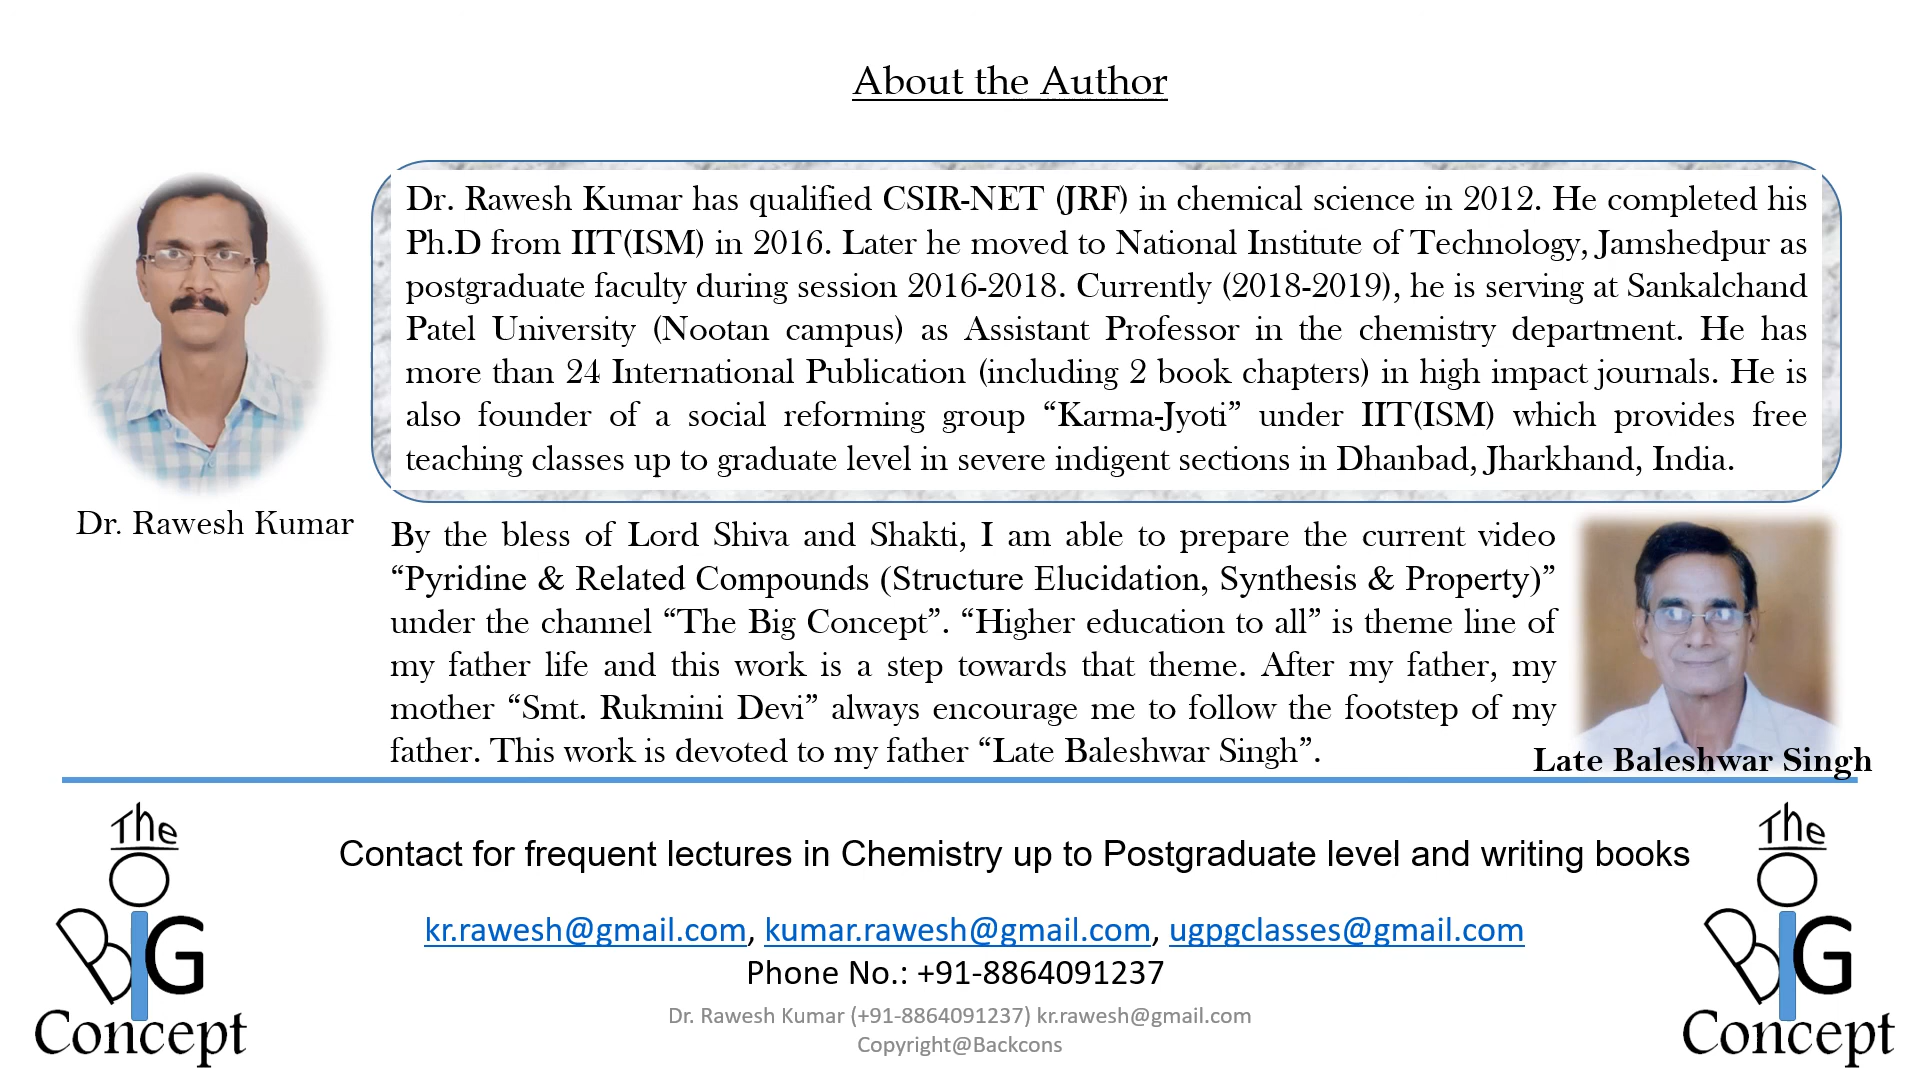 About the Author
Dr. Rawesh Kumar has qualified CSIR-NET (JRF) in chemical science in 2012. He completed his
Ph.D from IIT(ISM) in 2016. Later he moved to National Institute of Technology, Jamshedpur as
postgraduate faculty during session 2016-2018. Currently (2018-2019), he is serving at Sankalchand
Patel University (Nootan campus) as Assistant Professor in the chemistry department. He has
more than 24 International Publication (including 2 book chapters) in high impact journals. He is
also founder of a social reforming group “Karma-Jyoti” under IIT(ISM) which provides free
teaching classes up to graduate level in severe indigent sections in Dhanbad, Jharkhand, India.
Dr. Rawesh Kumar
By the bless of Lord Shiva and Shakti, I am able to prepare the current video
“Pyridine & Related Compounds (Structure Elucidation, Synthesis & Property)”
under the channel “The Big Concept”. “Higher education to all” is theme line of
my father life and this work is a step towards that theme. After my father, my
mother “Smt. Rukmini Devi” always encourage me to follow the footstep of my
father. This work is devoted to my father “Late Baleshwar Singh”.
Late Baleshwar Singh
The
BIG
Concept
Contact for frequent lectures in Chemistry up to Postgraduate level and writing books
kr.rawesh@gmail.com, kumar.rawesh@gmail.com, ugpgclasses@gmail.com
Phone No.: +91-8864091237
Dr. Rawesh Kumar (+91-8864091237) kr.rawesh@gmail.com
Copyright@Backcons
The
BIG
Concept